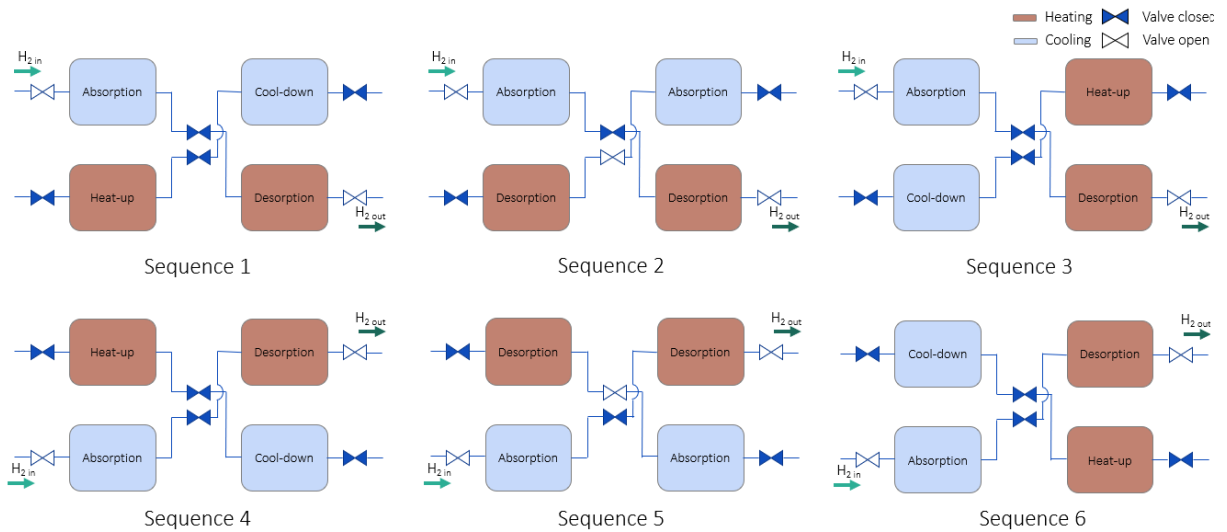 Heating Valve closed
Cooling Valve open
H2 in
Absorption Cool-down
Heat-up Desorption
H2 out
Sequence 1
H2 in
Absorption Absorption
Desorption Desorption
H2 out
Sequence 2
H2 in
Absorption Heat-up
Cool-down Desorption
H2 out
Sequence 3
H2 out
Heat-up Desorption
Absorption Cool-down
H2 in
Sequence 4
H2 out
Desorption Desorption
Absorption Absorption
H2 in
Sequence 5
H2 out
Cool-down Desorption
Absorption Heat-up
H2 in
Sequence 6